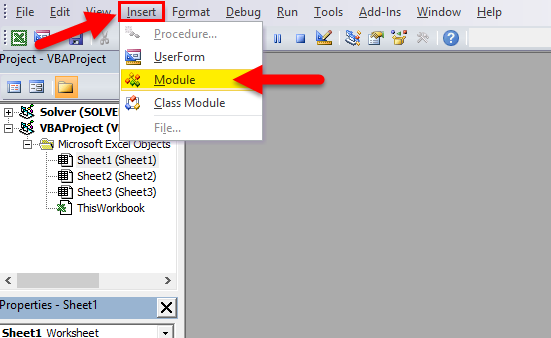 File Edit View Insert Format Debug Run Tools Add-Ins Window Help
Procedure...
UserForm
Module
Class Module
File...
Project - VBAProject
Solver (SOLVE
VBAProject (V
Microsoft Excel Objects
Sheet1 (Sheet1)
Sheet2 (Sheet2)
Sheet3 (Sheet3)
ThisWorkbook
Properties - Sheet1
Sheet1 Worksheet